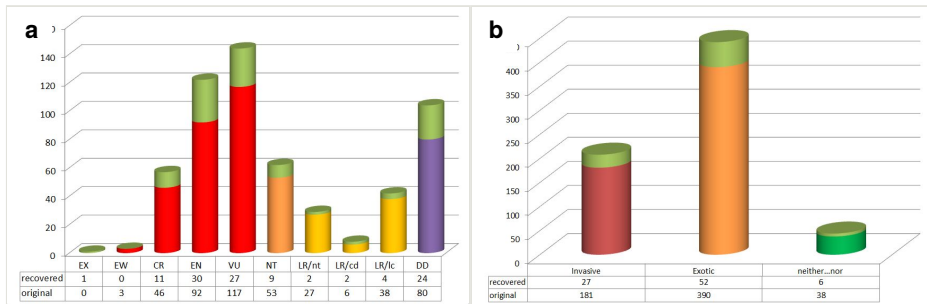 a
140
120
100
80
60
40
20
0
EX EW CR EN VU NT LR/nt LR/cd LR/lc DD
recovered 1 0 11 30 27 9 2 2 4 24
original 0 3 46 92 117 53 27 6 38 80
b
400
350
300
250
200
150
100
50
0
Invasive Exotic neither...nor
recovered 27 52 6
original 181 390 38